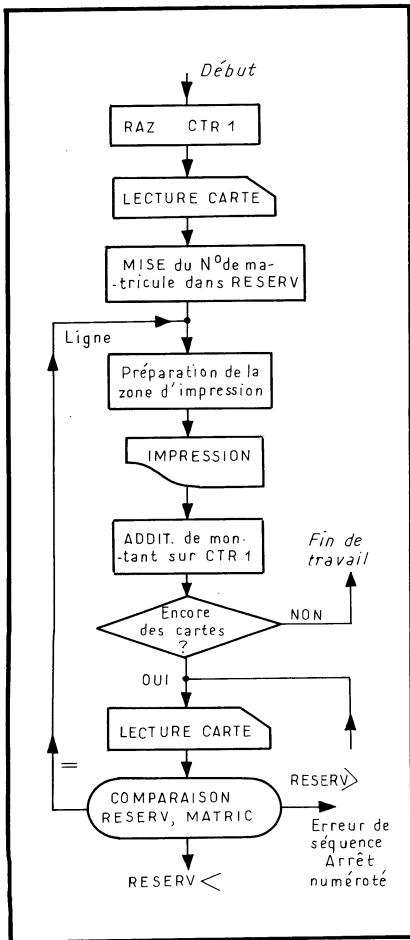 Début
RAZ CTR 1
LECTURE CARTE
MISE du Nº de ma-
-tricule dans RESERV
Ligne
Préparation de la
zone d'impression
IMPRESSION
ADDIT. de mon-
-tant sur CTR 1
Fin de
travail
Encore
des cartes
?
NON
OUI
LECTURE CARTE
=
RESERV >
COMPARAISON
RESERV, MATRIC
Erreur de
séquence
Arrêt
numéroté
RESERV <